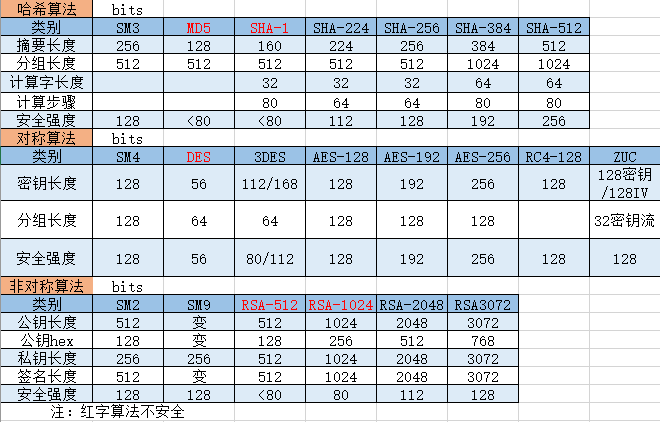 哈希算法 bits
类别 SM3 MD5 SHA-1 SHA-224 SHA-256 SHA-384 SHA-512
摘要长度 256 128 160 224 256 384 512
分组长度 512 512 512 512 512 1024 1024
计算字长度 32 32 32 64 64
计算步骤 80 64 64 80 80
安全强度 128 <80 <80 112 128 192 256
对称算法 bits
类别 SM4 DES 3DES AES-128 AES-192 AES-256 RC4-128 ZUC
密钥长度 128 56 112/168 128 192 256 128 128密钥
/128IV
分组长度 128 64 64 128 128 128 32密钥流
安全强度 128 56 80/112 128 192 256 128 128
非对称算法 bits
类别 SM2 SM9 RSA-512 RSA-1024 RSA-2048 RSA3072
公钥长度 512 变 512 1024 2048 3072
公钥hex 128 变 128 256 512 768
私钥长度 256 256 512 1024 2048 3072
签名长度 512 变 512 1024 2048 3072
安全强度 128 128 <80 80 112 128
注：红字算法不安全